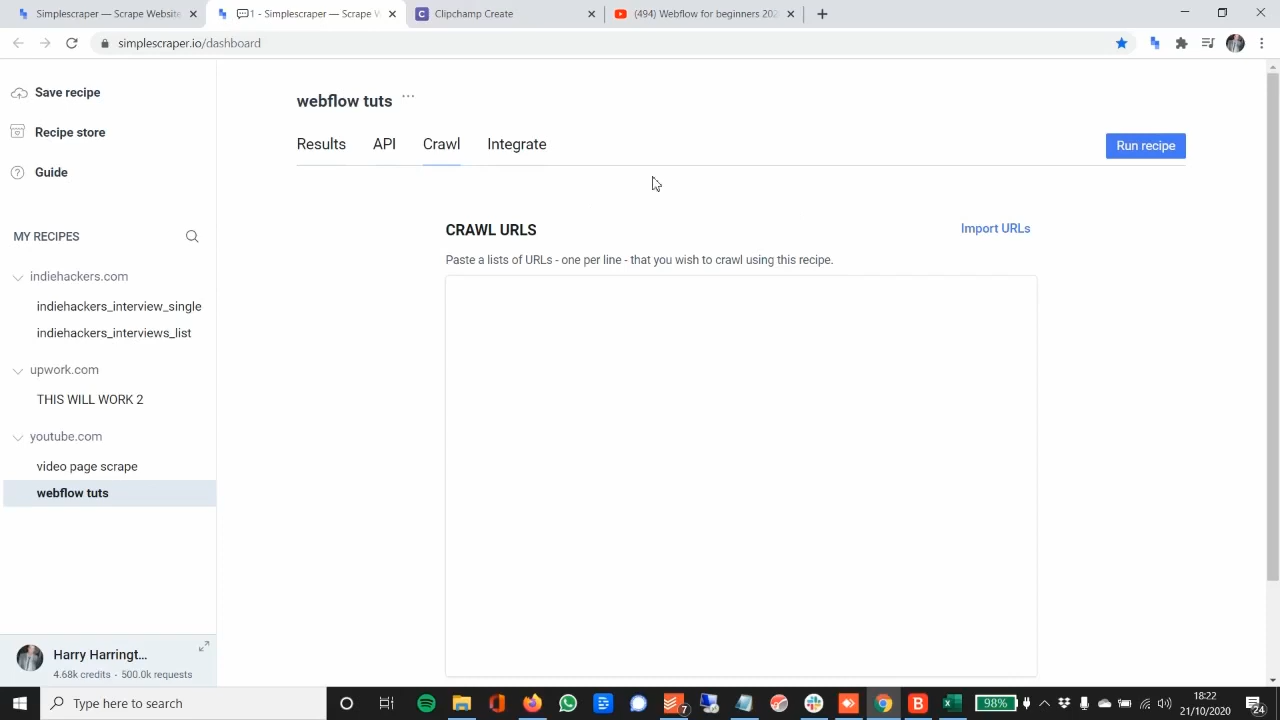 Simplescraper — Scrape Website
1 - Simplescraper — Scrape W
Clipchamp Create
(494) Webflow for beginners 202
simplescraper.io/dashboard
Save recipe
Recipe store
Guide
MY RECIPES
indiehackers.com
indiehackers_interview_single
indiehackers_interviews_list
upwork.com
THIS WILL WORK 2
youtube.com
video page scrape
webflow tuts
Harry Harringt...
4.68k credits - 500.0k requests
webflow tuts
Results API Crawl Integrate
Run recipe
CRAWL URLS
Import URLs
Paste a lists of URLs - one per line - that you wish to crawl using this recipe.
Type here to search
7
98%
18:22
21/10/2020
24